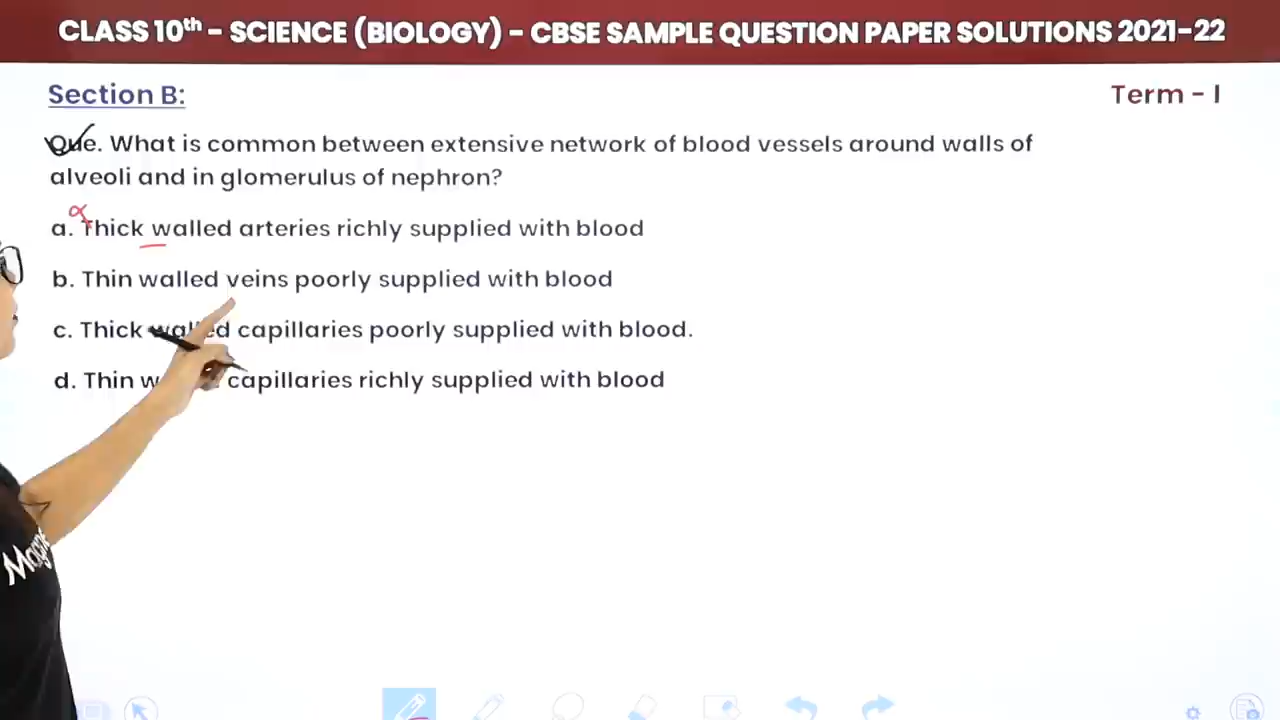 CLASS 10th - SCIENCE (BIOLOGY) - CBSE SAMPLE QUESTION PAPER SOLUTIONS 2021-22
Section B:
Term - I
Que. What is common between extensive network of blood vessels around walls of
alveoli and in glomerulus of nephron?
a. Thick walled arteries richly supplied with blood
b. Thin walled veins poorly supplied with blood
c. Thick walled capillaries poorly supplied with blood.
d. Thin capillaries richly supplied with blood